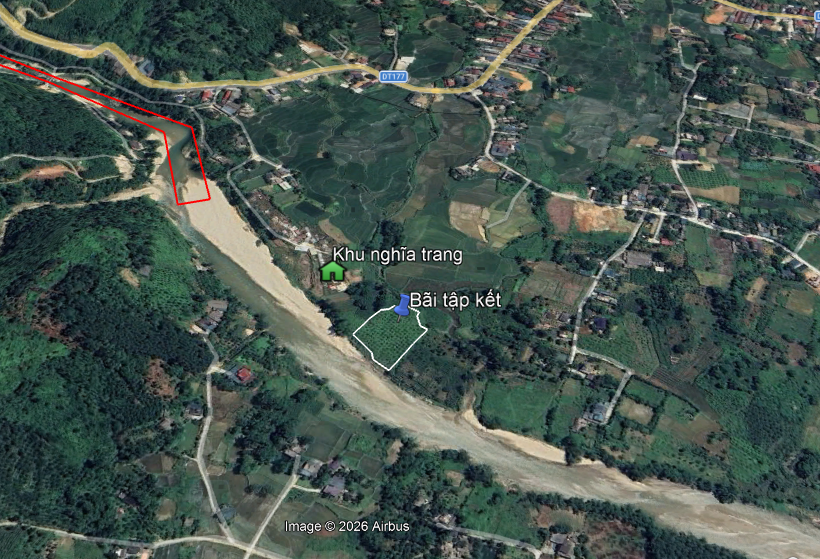 D
DT177
Khu nghĩa trang
Bãi tập kết
Image © 2026 Airbus